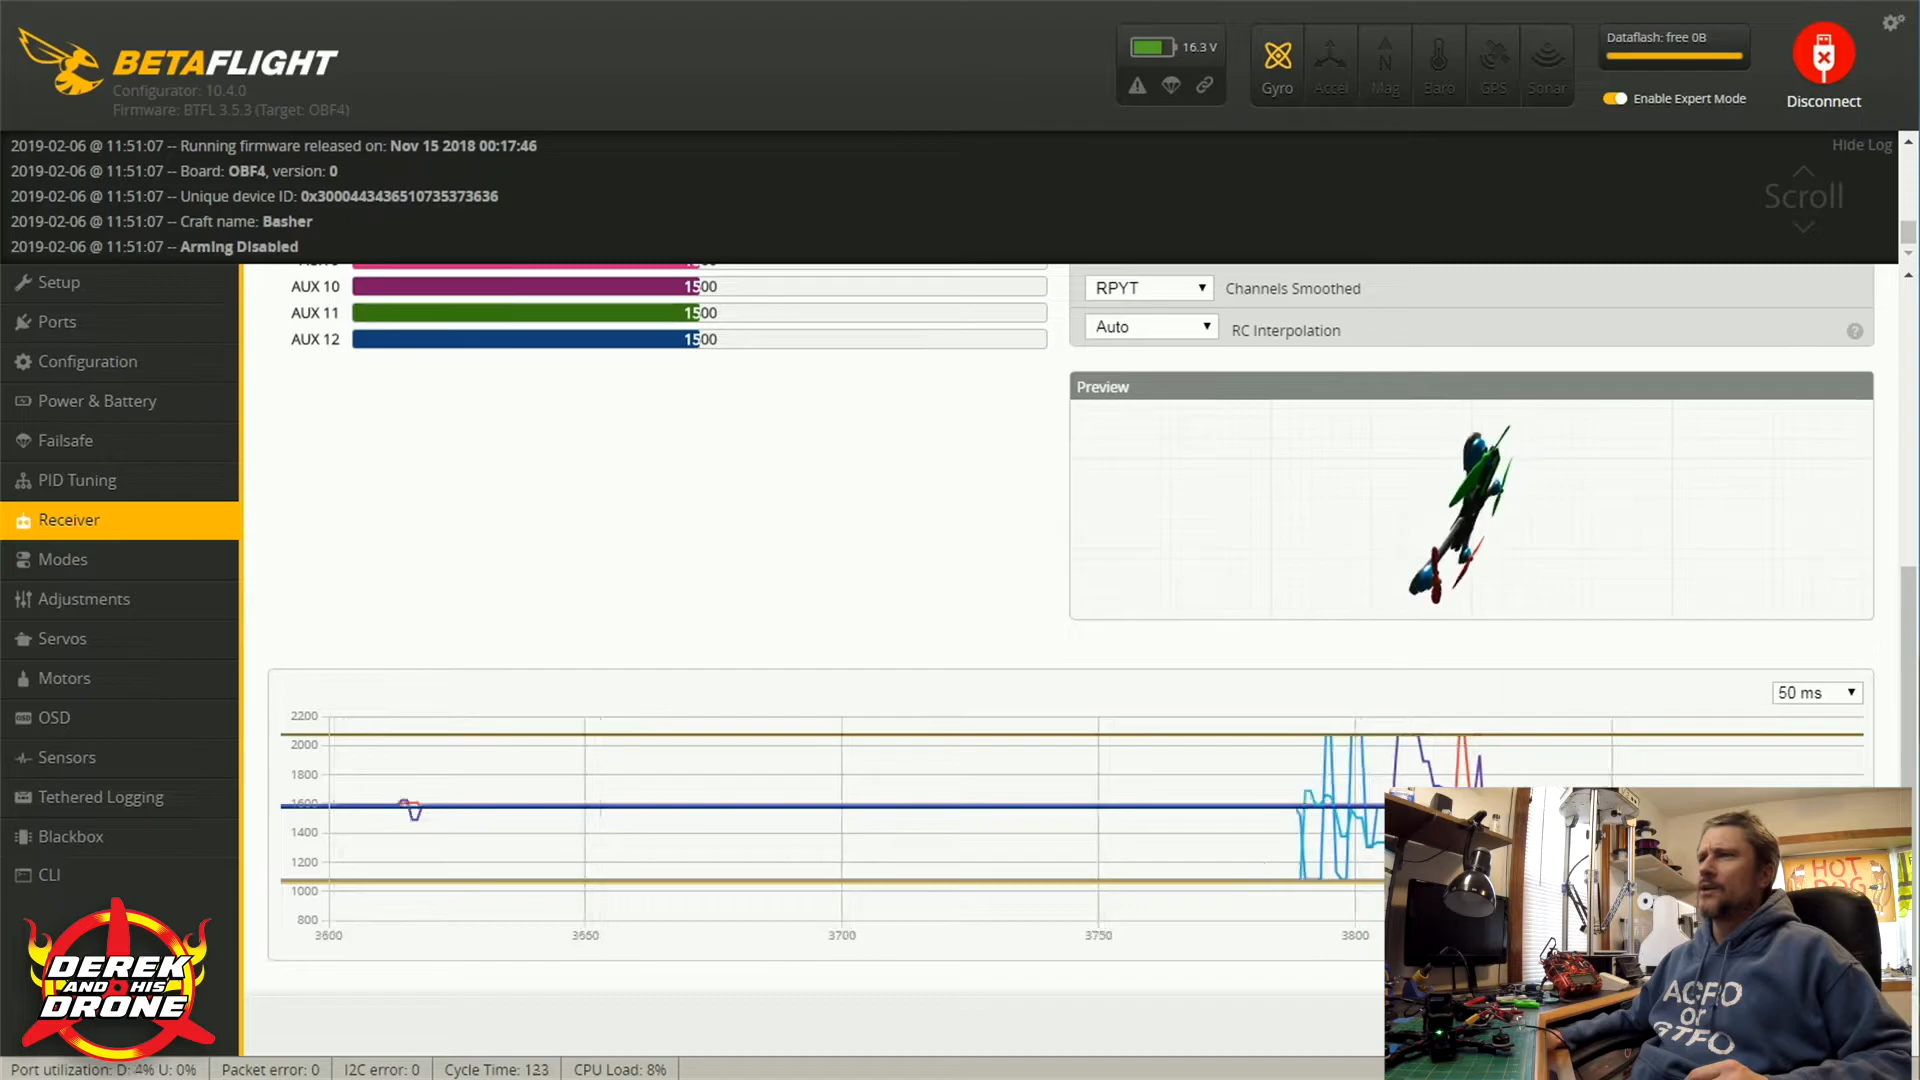 BETAFLIGHT
Configurator: 10.4.0
Firmware: BTFL 3.5.3 (Target: OBF4)
16.3 V
Gyro
Accel
Mag
Baro
GPS
Sonar
Dataflash: free 0B
Enable Expert Mode
Disconnect
2019-02-06 @ 11:51:07 -- Running firmware released on: Nov 15 2018 00:17:46
2019-02-06 @ 11:51:07 -- Board: OBF4, version: 0
2019-02-06 @ 11:51:07 -- Unique device ID: 0x3000443436510735373636
2019-02-06 @ 11:51:07 -- Craft name: Basher
2019-02-06 @ 11:51:07 -- Arming Disabled
Hide Log
Scroll
Setup
Ports
Configuration
Power & Battery
Failsafe
PID Tuning
Receiver
Modes
Adjustments
Servos
Motors
OSD
Sensors
Tethered Logging
Blackbox
CLI
AUX 10 1500
AUX 11 1500
AUX 12 1500
RPYT Channels Smoothed
Auto RC Interpolation
Preview
50 ms
2200
2000
1800
1600
1400
1200
1000
800
3600 3650 3700 3750 3800
HOT
DOG
ACRO
or
GTFO
DEREK
AND HIS
DRONE
Port utilization: D: 4% U: 0% Packet error: 0 I2C error: 0 Cycle Time: 123 CPU Load: 8%